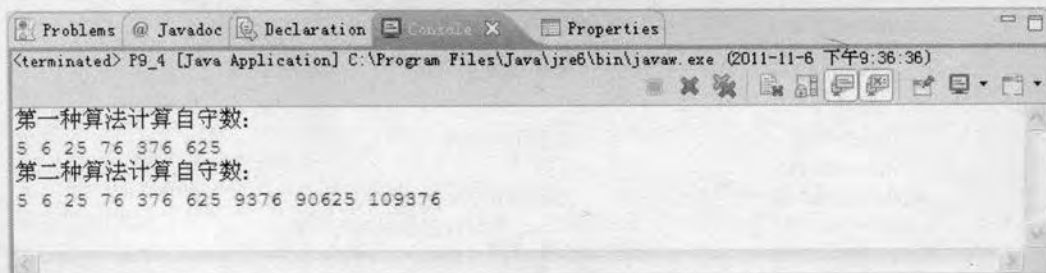 Problems @ Javadoc Declaration Console X Properties
<terminated> P9_4 [Java Application] C:\Program Files\Java\jre6\bin\javaw.exe (2011-11-6 下午9:36:36)
第一种算法计算自守数:
5 6 25 76 376 625
第二种算法计算自守数:
5 6 25 76 376 625 9376 90625 109376